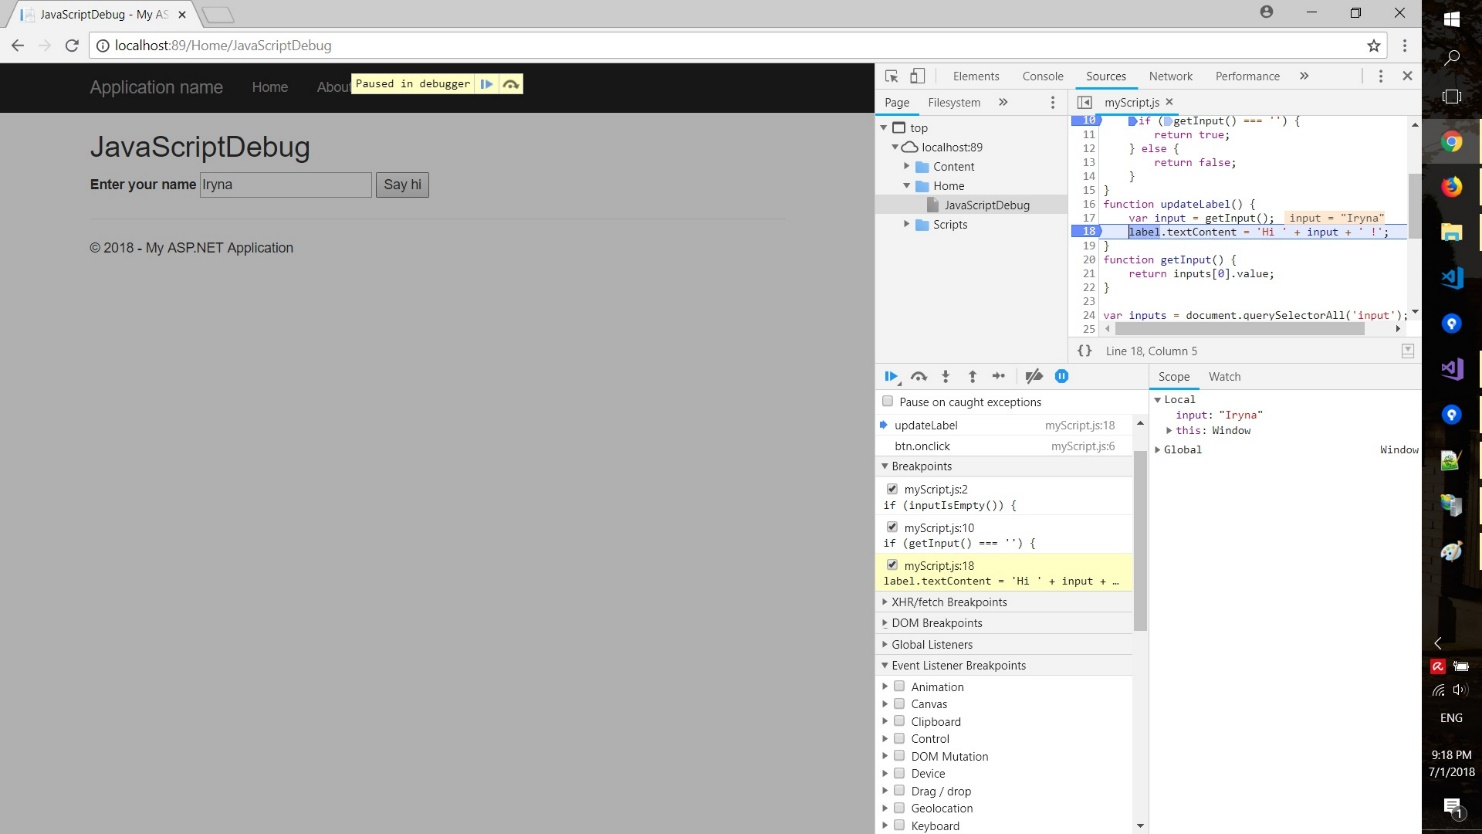 JavaScriptDebug - My AS
localhost:89/Home/JavaScriptDebug
Application name Home About
Paused in debugger
JavaScriptDebug
Enter your name Iryna Say hi
© 2018 - My ASP.NET Application
Elements Console Sources Network Performance »
Page Filesystem »
top
localhost:89
Content
Home
JavaScriptDebug
Scripts
myScript.js
10 if (getInput() === '') {
11 return true;
12 } else {
13 return false;
14 }
15 }
16 function updateLabel() {
17 var input = getInput(); input = "Iryna"
18 label.textContent = 'Hi ' + input + ' !';
19 }
20 function getInput() {
21 return inputs[0].value;
22 }
23
24 var inputs = document.querySelectorAll('input');
25
{} Line 18, Column 5
Pause on caught exceptions
updateLabel myScript.js:18
btn.onclick myScript.js:6
Breakpoints
myScript.js:2
if (inputIsEmpty()) {
myScript.js:10
if (getInput() === '') {
myScript.js:18
label.textContent = 'Hi ' + input + …
XHR/fetch Breakpoints
DOM Breakpoints
Global Listeners
Event Listener Breakpoints
Animation
Canvas
Clipboard
Control
DOM Mutation
Device
Drag / drop
Geolocation
Keyboard
Scope Watch
Local
input: "Iryna"
this: Window
Global Window
ENG
9:18 PM
7/1/2018
1